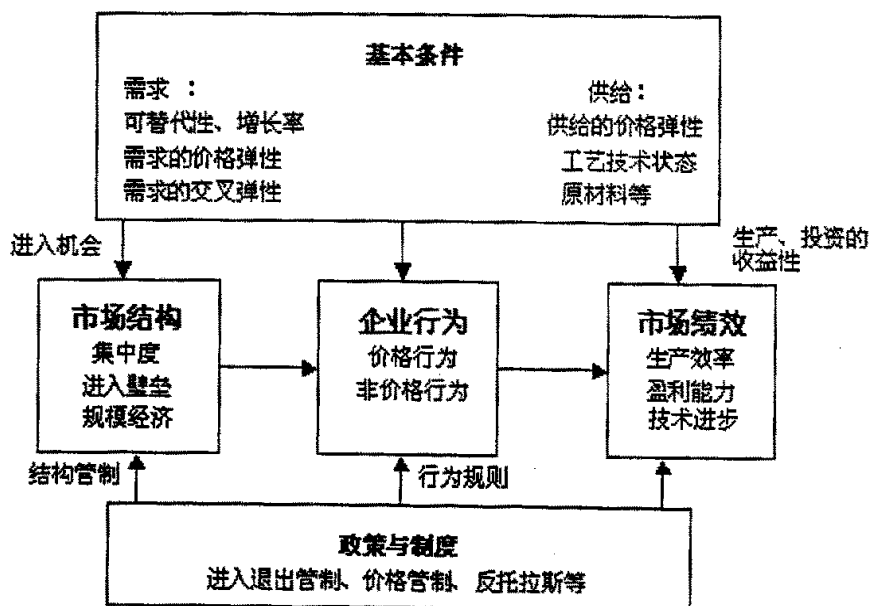 基本条件
需求 ：
可替代性、增长率
需求的价格弹性
需求的交叉弹性
供给：
供给的价格弹性
工艺技术状态
原材料等
进入机会
生产、投资的
收益性
市场结构
集中度
进入壁垒
规模经济
企业行为
价格行为
非价格行为
市场绩效
生产效率
盈利能力
技术进步
结构管制
行为规则
政策与制度
进入退出管制、价格管制、反托拉斯等